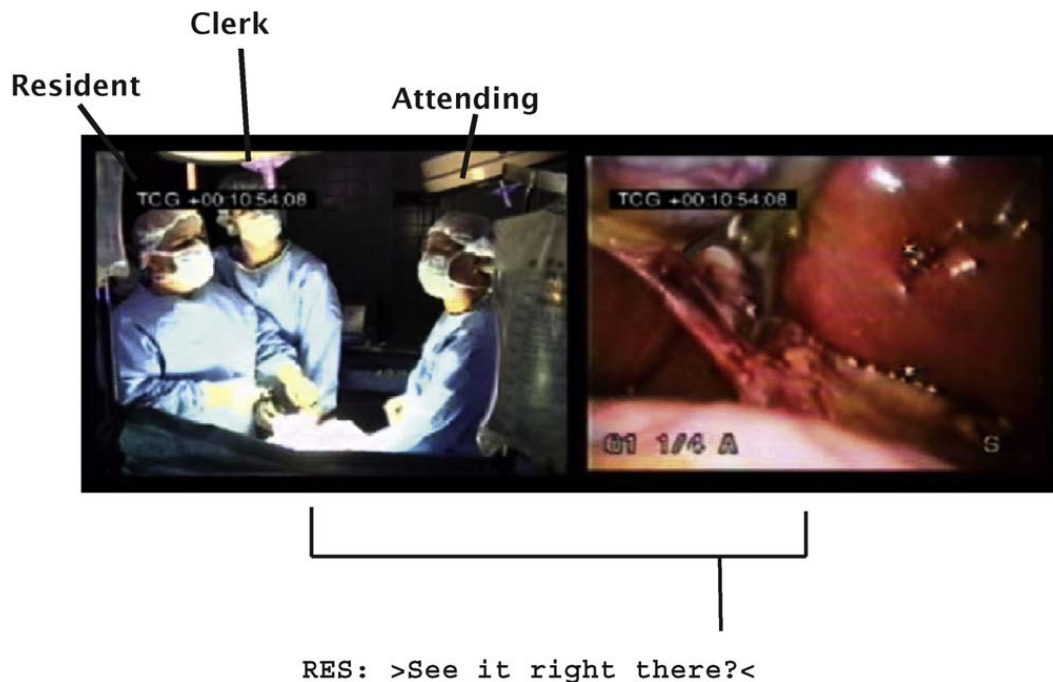 Clerk
Resident
Attending
TCG +00:10:54:08
TCG +00:10:54:08
G1 1/4 A
S
RES: >See it right there?<